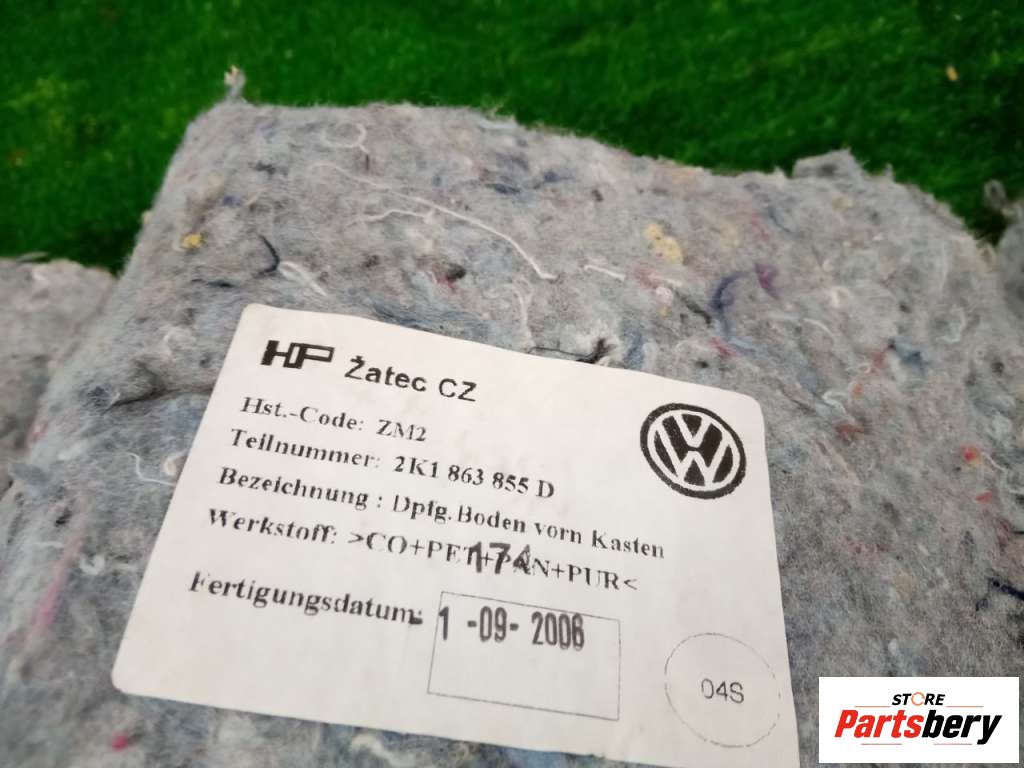 HP Žatec CZ
Hst.-Code: ZM2
Teilnummer: 2K1 863 855 D
Bezeichnung : Dpfg.Boden vorn Kasten
Werkstoff: >CO+PET+PAN+PUR<
174
Fertigungsdatum: 1 -09- 2006
04S
STORE
Partsbery